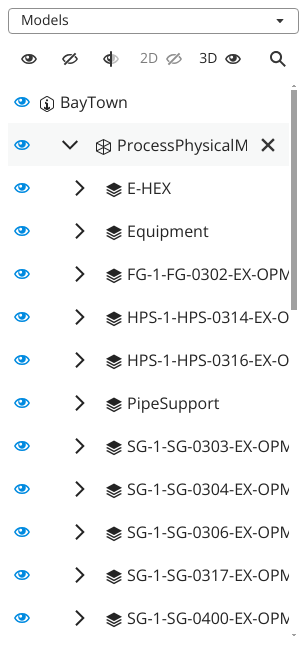 Models
2D 3D
BayTown
ProcessPhysicalM
E-HEX
Equipment
FG-1-FG-0302-EX-OPM
HPS-1-HPS-0314-EX-O
HPS-1-HPS-0316-EX-O
PipeSupport
SG-1-SG-0303-EX-OPM
SG-1-SG-0304-EX-OPM
SG-1-SG-0306-EX-OPM
SG-1-SG-0317-EX-OPM
SG-1-SG-0400-EX-OPM